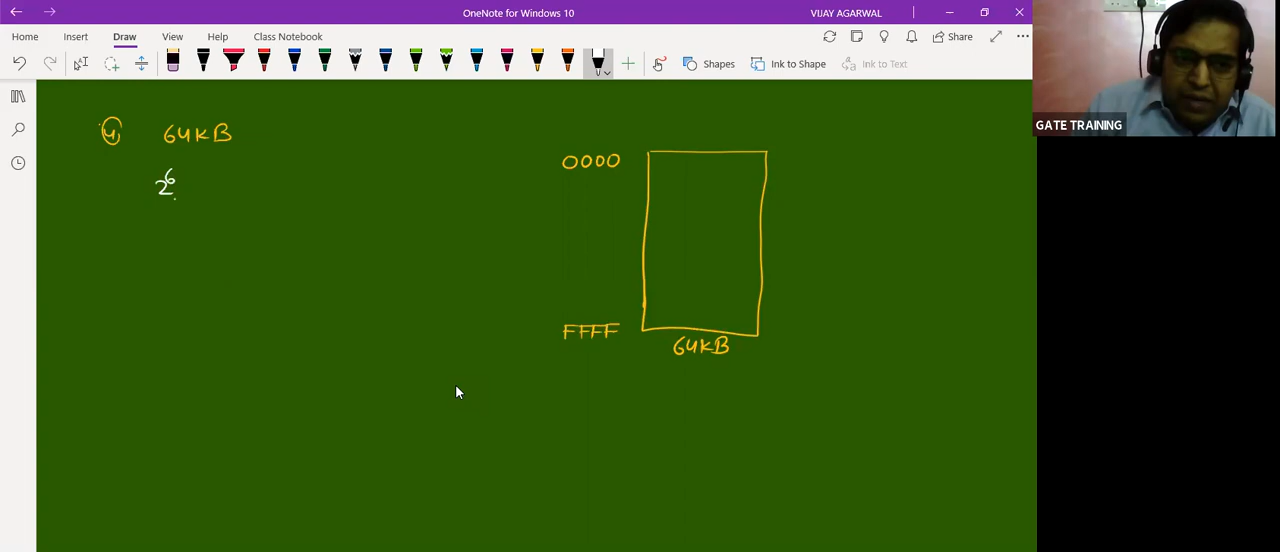 OneNote for Windows 10
VIJAY AGARWAL
Home Insert Draw View Help Class Notebook
Share
Shapes Ink to Shape Ink to Text
GATE TRAINING
4 64KB
2^6
0000
FFFF
64KB